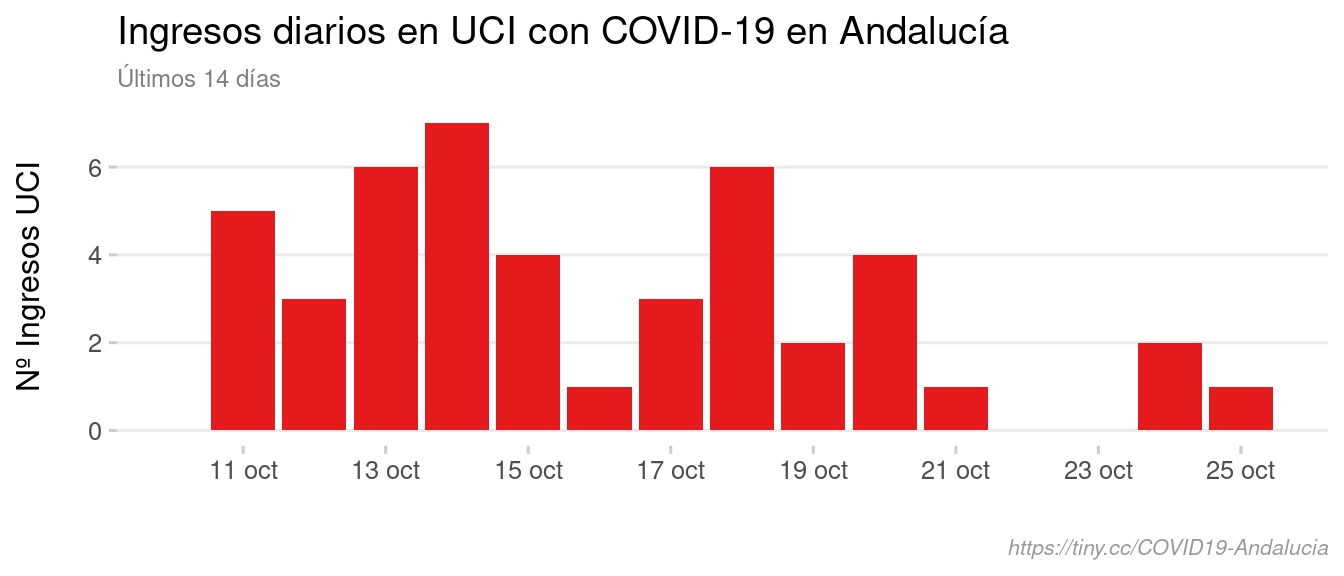 Ingresos diarios en UCI con COVID-19 en Andalucía
Últimos 14 días
Nº Ingresos UCI
6
4
2
0
11 oct 13 oct 15 oct 17 oct 19 oct 21 oct 23 oct 25 oct
https://tiny.cc/COVID19-Andalucia